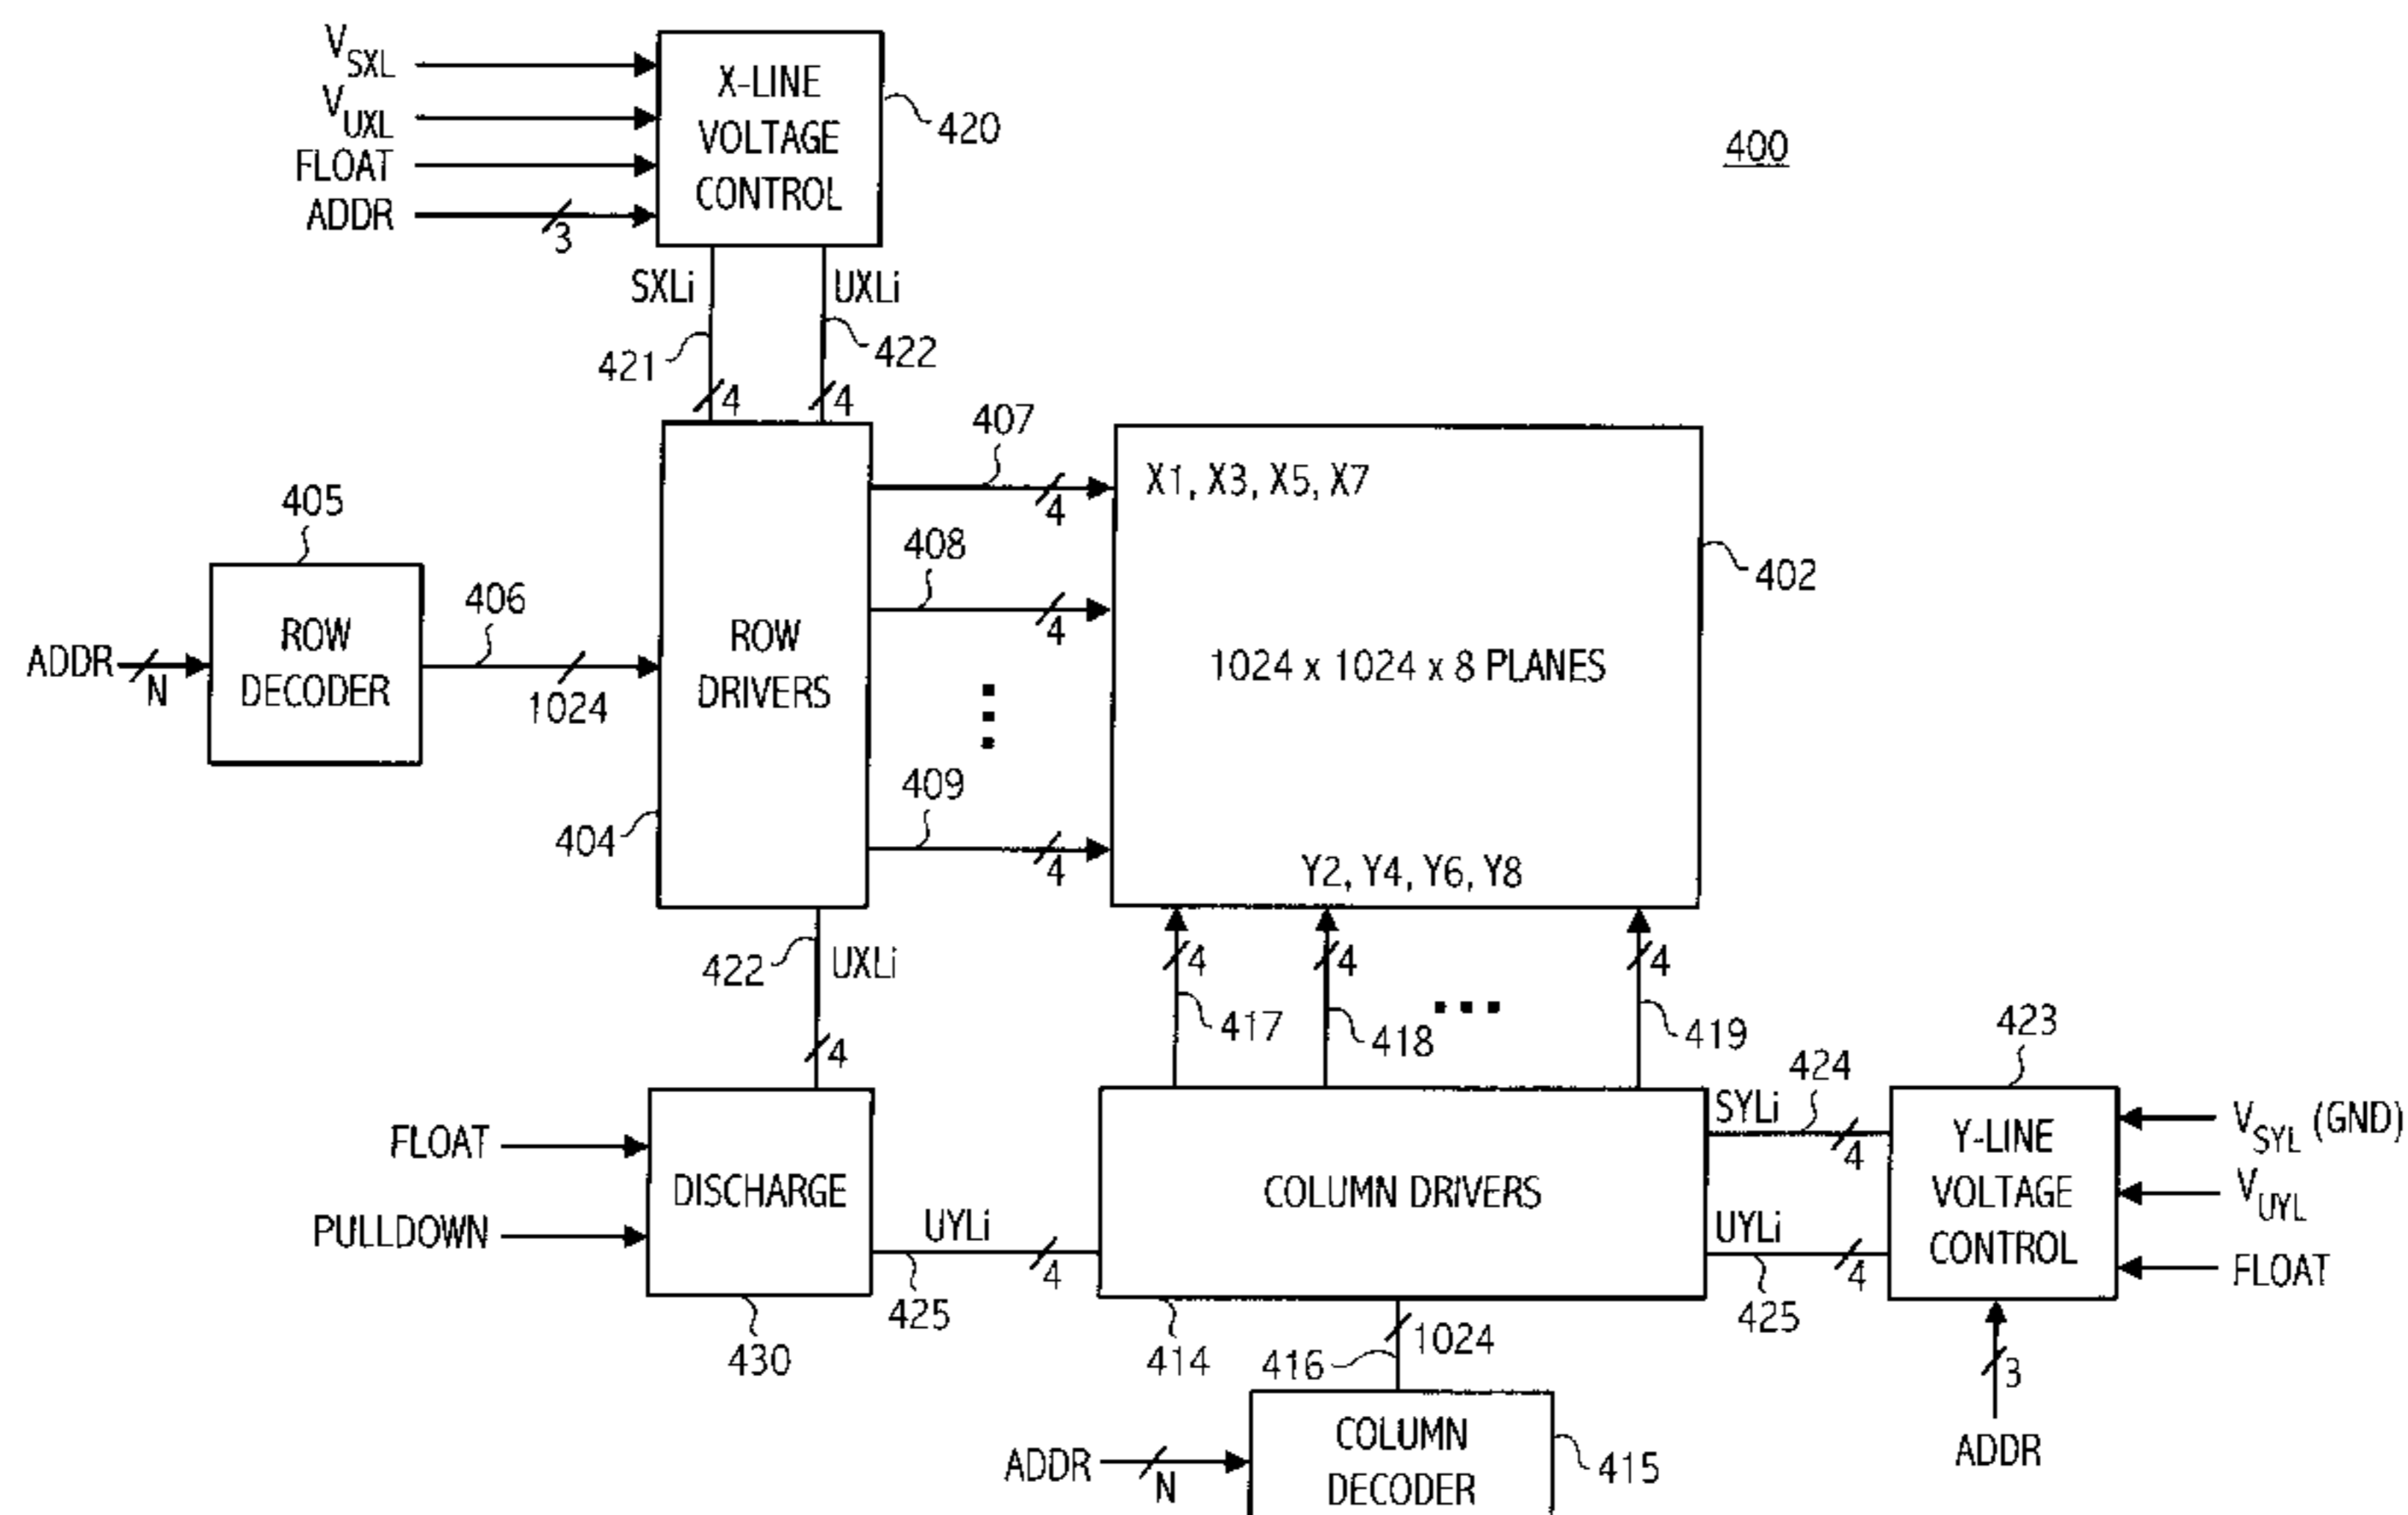 V_SXL
V_UXL
FLOAT
ADDR
3
X-LINE
VOLTAGE
CONTROL
420
400
SXLi
UXLi
421
422
4
4
407
4
X1, X3, X5, X7
405
408
4
402
ROW
DECODER
ADDR
N
406
1024
ROW
DRIVERS
1024 x 1024 x 8 PLANES
409
4
404
Y2, Y4, Y6, Y8
422
UXLi
4
4
4
4
417
418
419
423
424
SYLi
4
FLOAT
PULLDOWN
DISCHARGE
430
UYLi
4
425
COLUMN DRIVERS
UYLi
4
425
Y-LINE
VOLTAGE
CONTROL
V_SYL (GND)
V_UYL
FLOAT
414
416
1024
3
ADDR
ADDR
N
COLUMN
DECODER
415